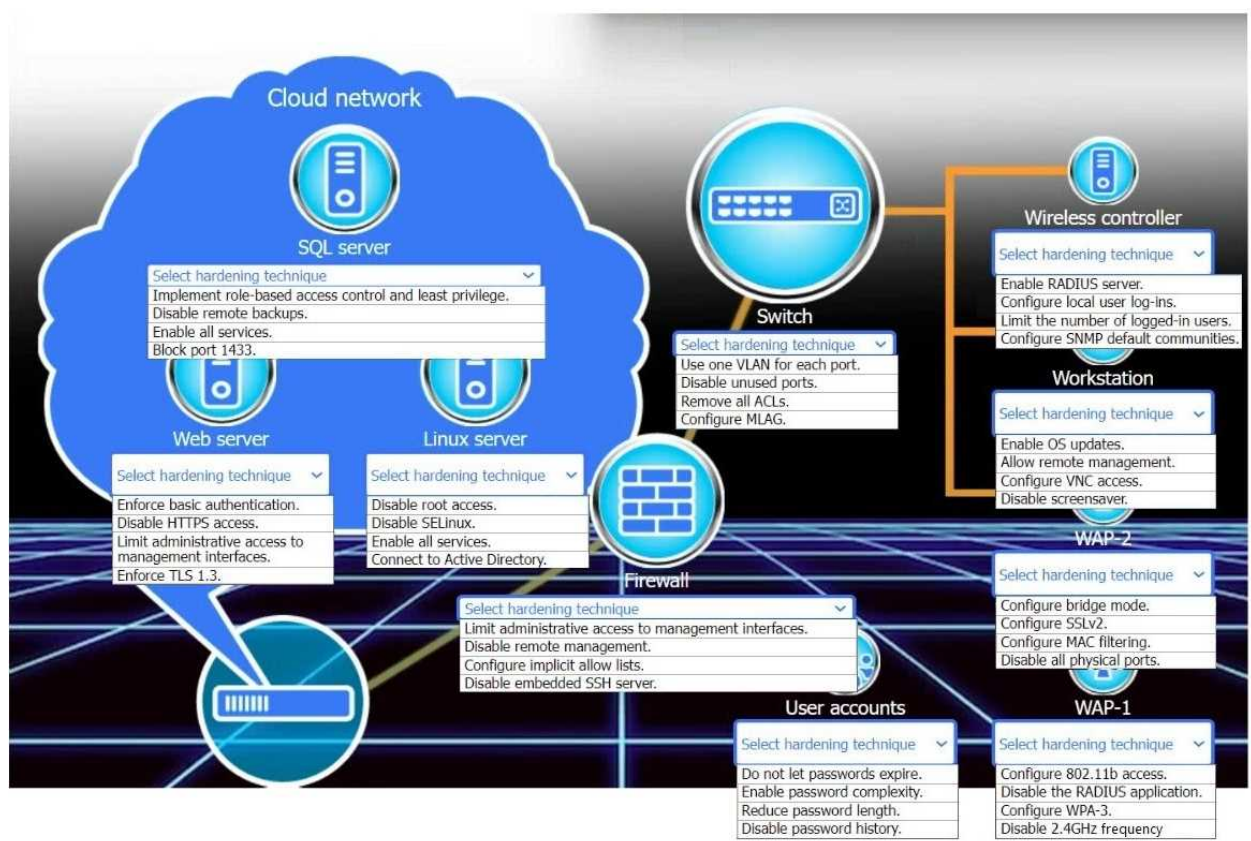 Cloud network
SQL server
Select hardening technique
Implement role-based access control and least privilege.
Disable remote backups.
Enable all services.
Block port 1433.
Web server
Select hardening technique
Enforce basic authentication.
Disable HTTPS access.
Limit administrative access to
management interfaces.
Enforce TLS 1.3.
Linux server
Select hardening technique
Disable root access.
Disable SELinux.
Enable all services.
Connect to Active Directory.
Switch
Select hardening technique
Use one VLAN for each port.
Disable unused ports.
Remove all ACLs.
Configure MLAG.
Wireless controller
Select hardening technique
Enable RADIUS server.
Configure local user log-ins.
Limit the number of logged-in users.
Configure SNMP default communities.
Workstation
Select hardening technique
Enable OS updates.
Allow remote management.
Configure VNC access.
Disable screensaver.
Firewall
Select hardening technique
Limit administrative access to management interfaces.
Disable remote management.
Configure implicit allow lists.
Disable embedded SSH server.
WAP-2
Select hardening technique
Configure bridge mode.
Configure SSLv2.
Configure MAC filtering.
Disable all physical ports.
User accounts
Select hardening technique
Do not let passwords expire.
Enable password complexity.
Reduce password length.
Disable password history.
WAP-1
Select hardening technique
Configure 802.11b access.
Disable the RADIUS application.
Configure WPA-3.
Disable 2.4GHz frequency